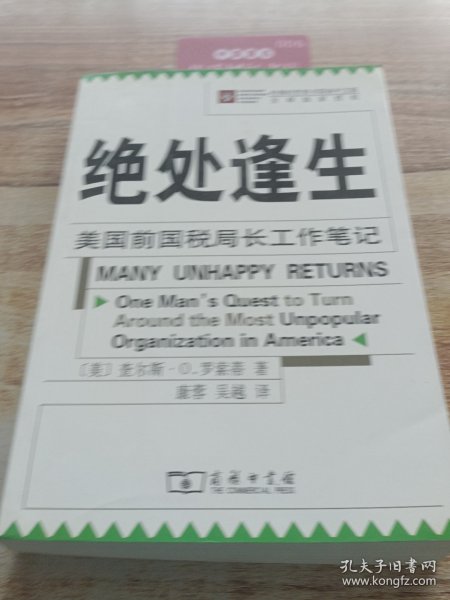 绝处逢生
美国前国税局长工作笔记
MANY UNHAPPY RETURNS
One Man's Quest to Turn
Around the Most Unpopular
Organization in America
〔美〕查尔斯·O.罗索蒂 著
康蓉 吴越 译
商务印书馆
THE COMMERCIAL PRESS
孔夫子旧书网
www.kongfz.com